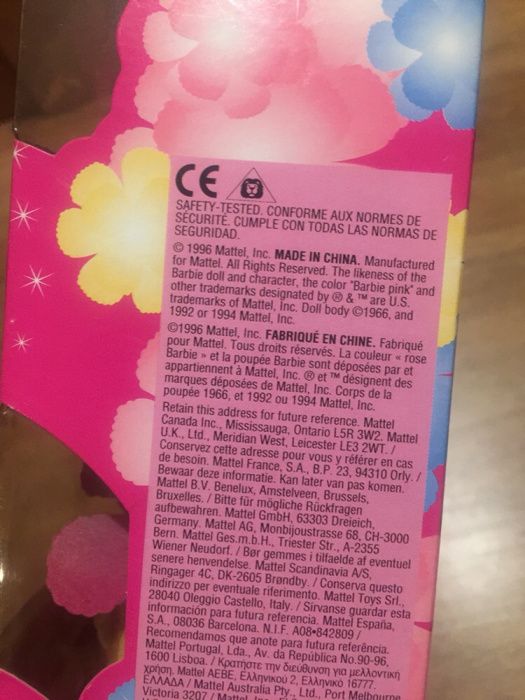 CE
SAFETY-TESTED. CONFORME AUX NORMES DE
SÉCURITÉ. CUMPLE CON TODAS LAS NORMAS DE
SEGURIDAD.
© 1996 Mattel, Inc. MADE IN CHINA. Manufactured
for Mattel. All Rights Reserved. The likeness of the
Barbie doll and character, the color "Barbie pink" and
other trademarks designated by ® & ™ are U.S.
trademarks of Mattel, Inc. Doll body ©1966, and
1992 or 1994 Mattel, Inc.
©1996 Mattel, Inc. FABRIQUÉ EN CHINE. Fabriqué
pour Mattel. Tous droits réservés. La couleur « rose
Barbie » et la poupée Barbie sont déposées par et
appartiennent à Mattel, Inc. ® et ™ désignent des
marques déposées de Mattel, Inc. Corps de la
poupée 1966, et 1992 ou 1994 Mattel, Inc.
Retain this address for future reference. Mattel
Canada Inc., Mississauga, Ontario L5R 3W2. Mattel
U.K., Ltd., Meridian West, Leicester LE3 2WT. /
Conservez cette adresse pour vous y référer en cas
de besoin. Mattel France, S.A., B.P. 23, 94310 Orly. /
Bewaar deze informatie. Kan later van pas komen.
Mattel B.V. Benelux, Amstelveen, Brussels,
Bruxelles. / Bitte für mögliche Rückfragen
aufbewahren. Mattel GmbH, 63303 Dreieich,
Germany. Mattel AG, Monbijoustrasse 68, CH-3000
Bern. Mattel Ges.m.b.H., Triester Str., A-2355
Wiener Neudorf. / Bør gemmes i tilfaelde af eventuel
senere henvendelse. Mattel Scandinavia A/S,
Ringager 4C, DK-2605 Brøndby. / Conserva questo
indirizzo per eventuale riferimento. Mattel Toys Srl.,
28040 Oleggio Castello, Italy. / Sírvanse guardar esta
información para futura referencia. Mattel España,
S.A., 08036 Barcelona. N.I.F. A08•842809 /
Recomendamos que anote para futura referência.
Mattel Portugal, Lda., Av. da República No.90-96,
1600 Lisboa. / Κρατήστε την διεύθυνση για μελλοντική
χρήση. Mattel AEBE, Ελληνικού 2, Ελληνικό 16777.
ΕΛΛΑΔΑ / Mattel Australia Pty., Ltd., Port Melbourne
Victoria 3207 / Mattel